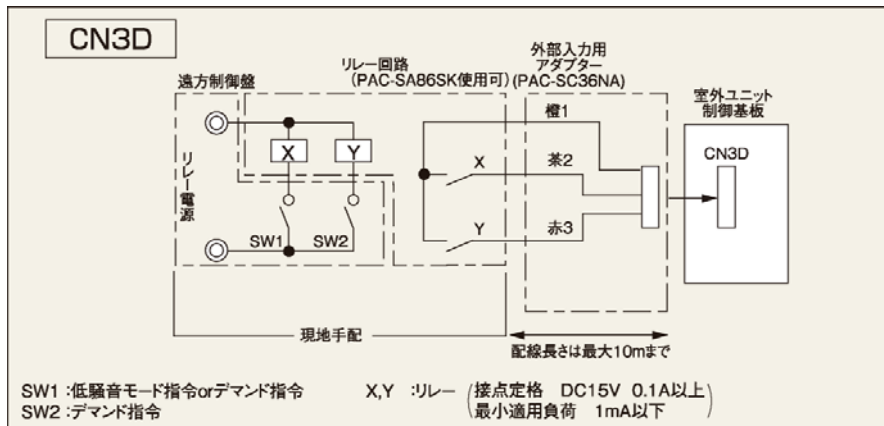 CN3D
遠方制御盤
リレー回路
(PAC-SA86SK使用可)
外部入力用
アダプター
(PAC-SC36NA)
室外ユニット
制御基板
CN3D
リレー電源
X
Y
SW1
SW2
X
Y
橙1
茶2
赤3
現地手配
配線長さは最大10mまで
SW1 :低騒音モード指令orデマンド指令
SW2 :デマンド指令
X,Y :リレー (接点定格 DC15V 0.1A以上
最小適用負荷 1mA以下)